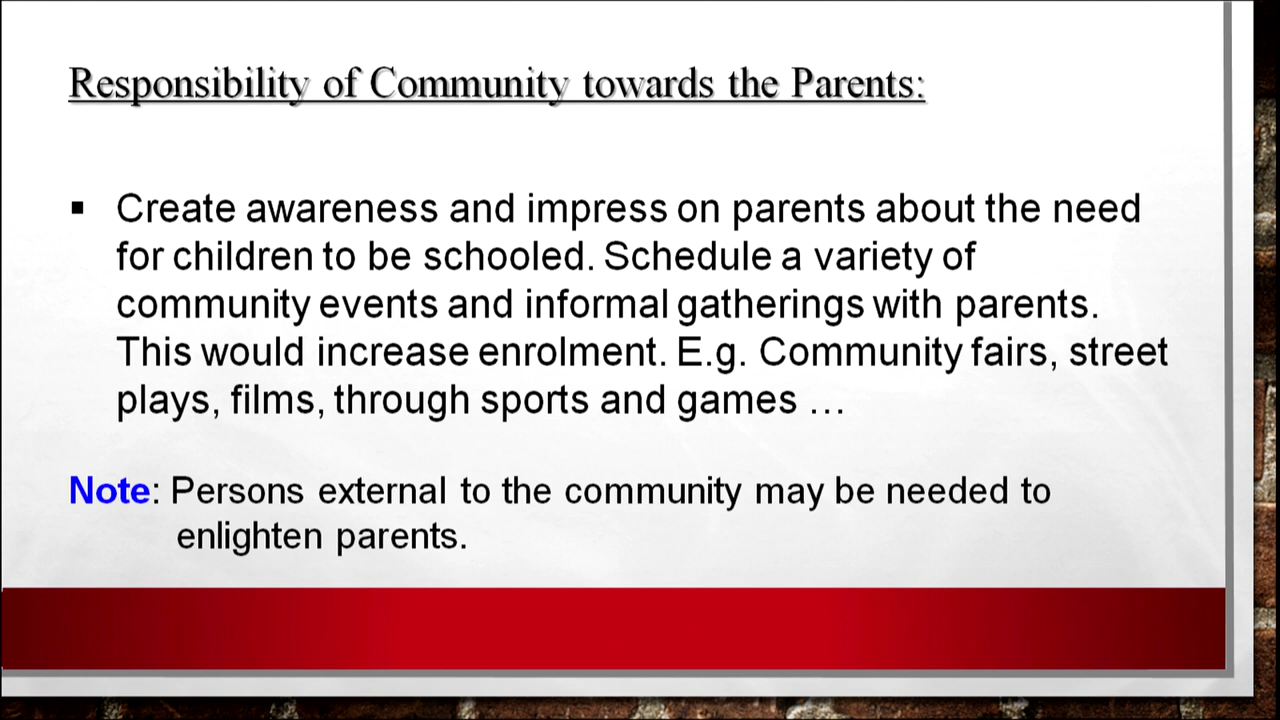 Responsibility of Community towards the Parents:
▪ Create awareness and impress on parents about the need
for children to be schooled. Schedule a variety of
community events and informal gatherings with parents.
This would increase enrolment. E.g. Community fairs, street
plays, films, through sports and games …
Note: Persons external to the community may be needed to
enlighten parents.